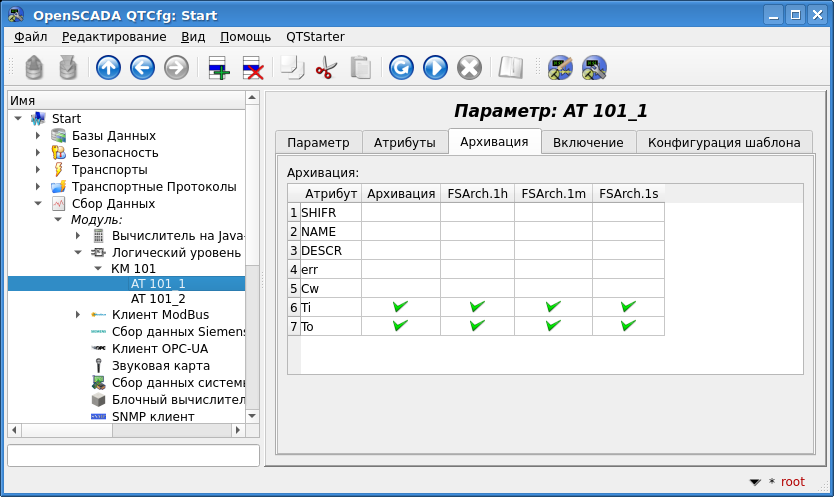 OpenSCADA QTCfg: Start
Файл Редактирование Вид Помощь QTStarter
Имя
Start
Базы Данных
Безопасность
Транспорты
Транспортные Протоколы
Сбор Данных
Модуль:
Вычислитель на Java-
Логический уровень
КМ 101
AT 101_1
AT 101_2
Клиент ModBus
Сбор данных Siemens
Клиент OPC-UA
Звуковая карта
Сбор данных системы
Блочный вычислител
SNMP клиент
Параметр: AT 101_1
Параметр Атрибуты Архивация Включение Конфигурация шаблона
Архивация:
Атрибут Архивация FSArch.1h FSArch.1m FSArch.1s
1 SHIFR
2 NAME
3 DESCR
4 err
5 Cw
6 Ti
7 To
* root